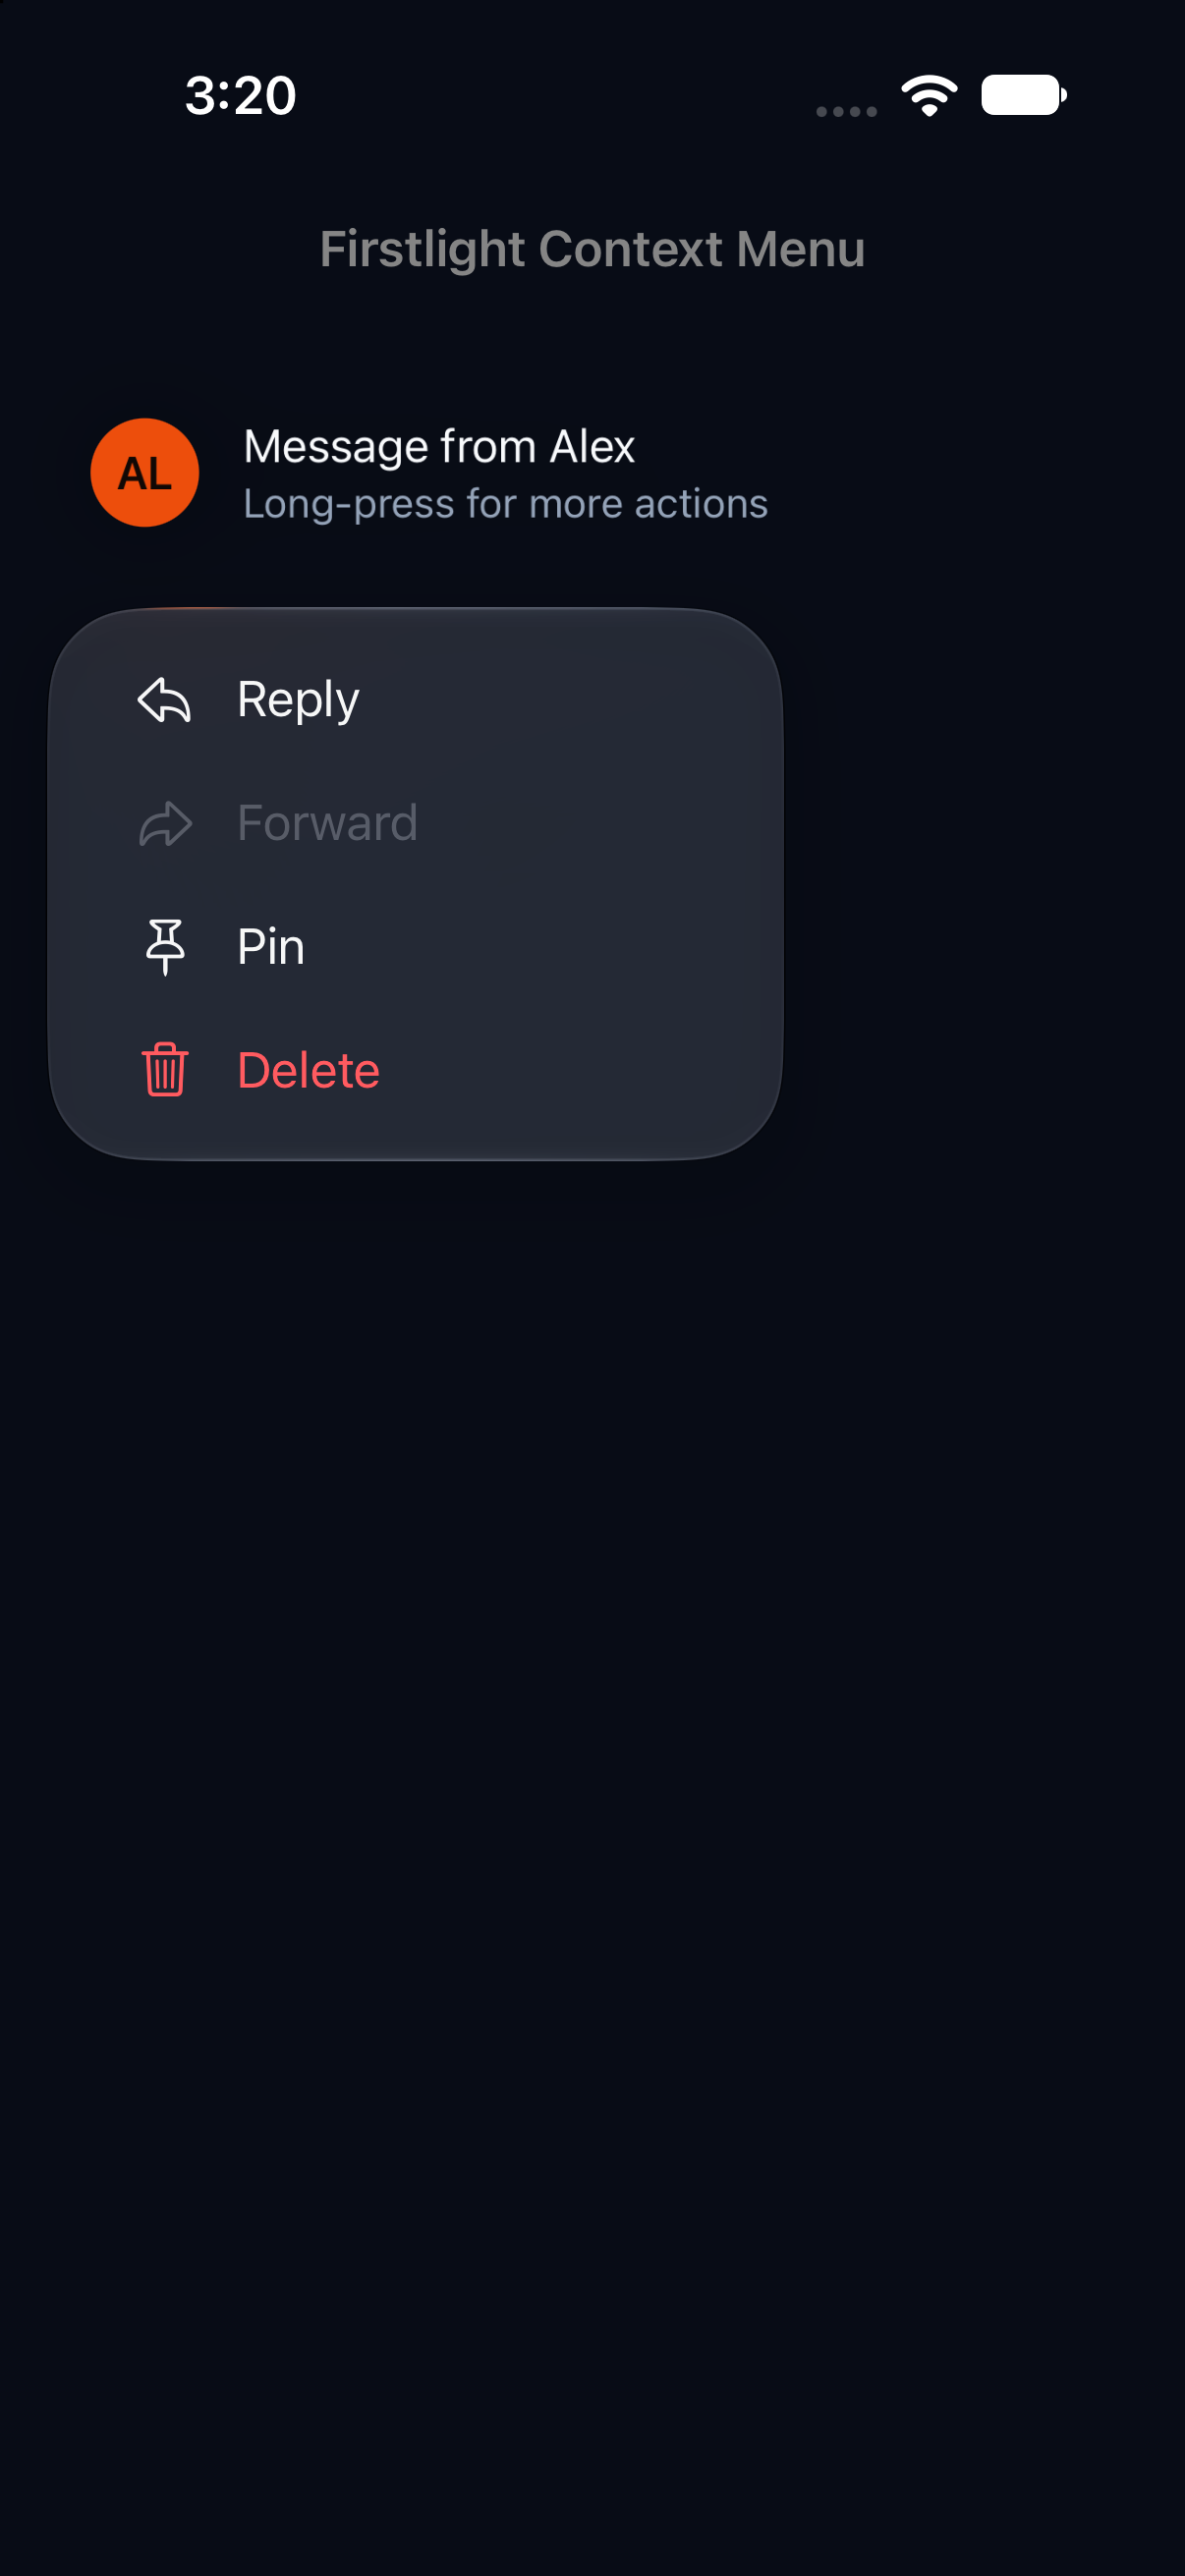 3:20
Firstlight Context Menu
AL
Message from Alex
Long-press for more actions
Reply
Forward
Pin
Delete